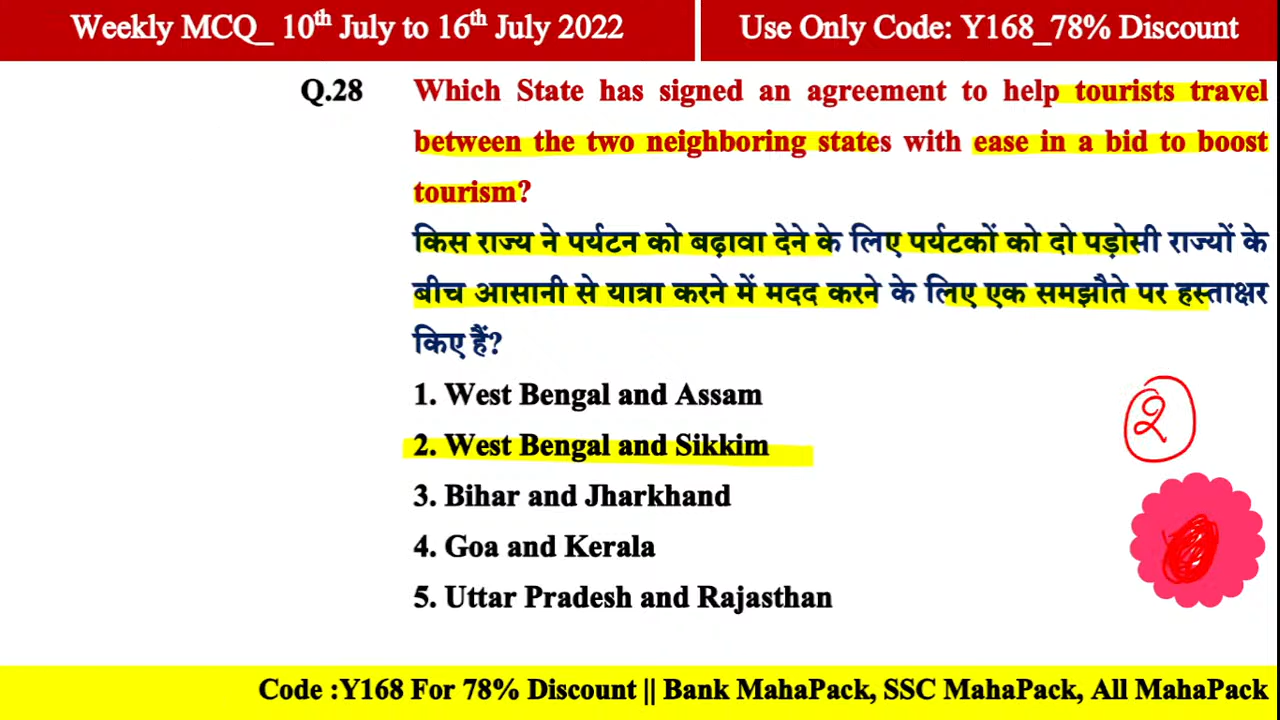 Weekly MCQ_ 10th July to 16th July 2022
Use Only Code: Y168_78% Discount
Q.28 Which State has signed an agreement to help tourists travel
between the two neighboring states with ease in a bid to boost
tourism?
किस राज्य ने पर्यटन को बढ़ावा देने के लिए पर्यटकों को दो पड़ोसी राज्यों के
बीच आसानी से यात्रा करने में मदद करने के लिए एक समझौते पर हस्ताक्षर
किए हैं?
1. West Bengal and Assam
2. West Bengal and Sikkim
2
3. Bihar and Jharkhand
4. Goa and Kerala
5. Uttar Pradesh and Rajasthan
Code :Y168 For 78% Discount || Bank MahaPack, SSC MahaPack, All MahaPack